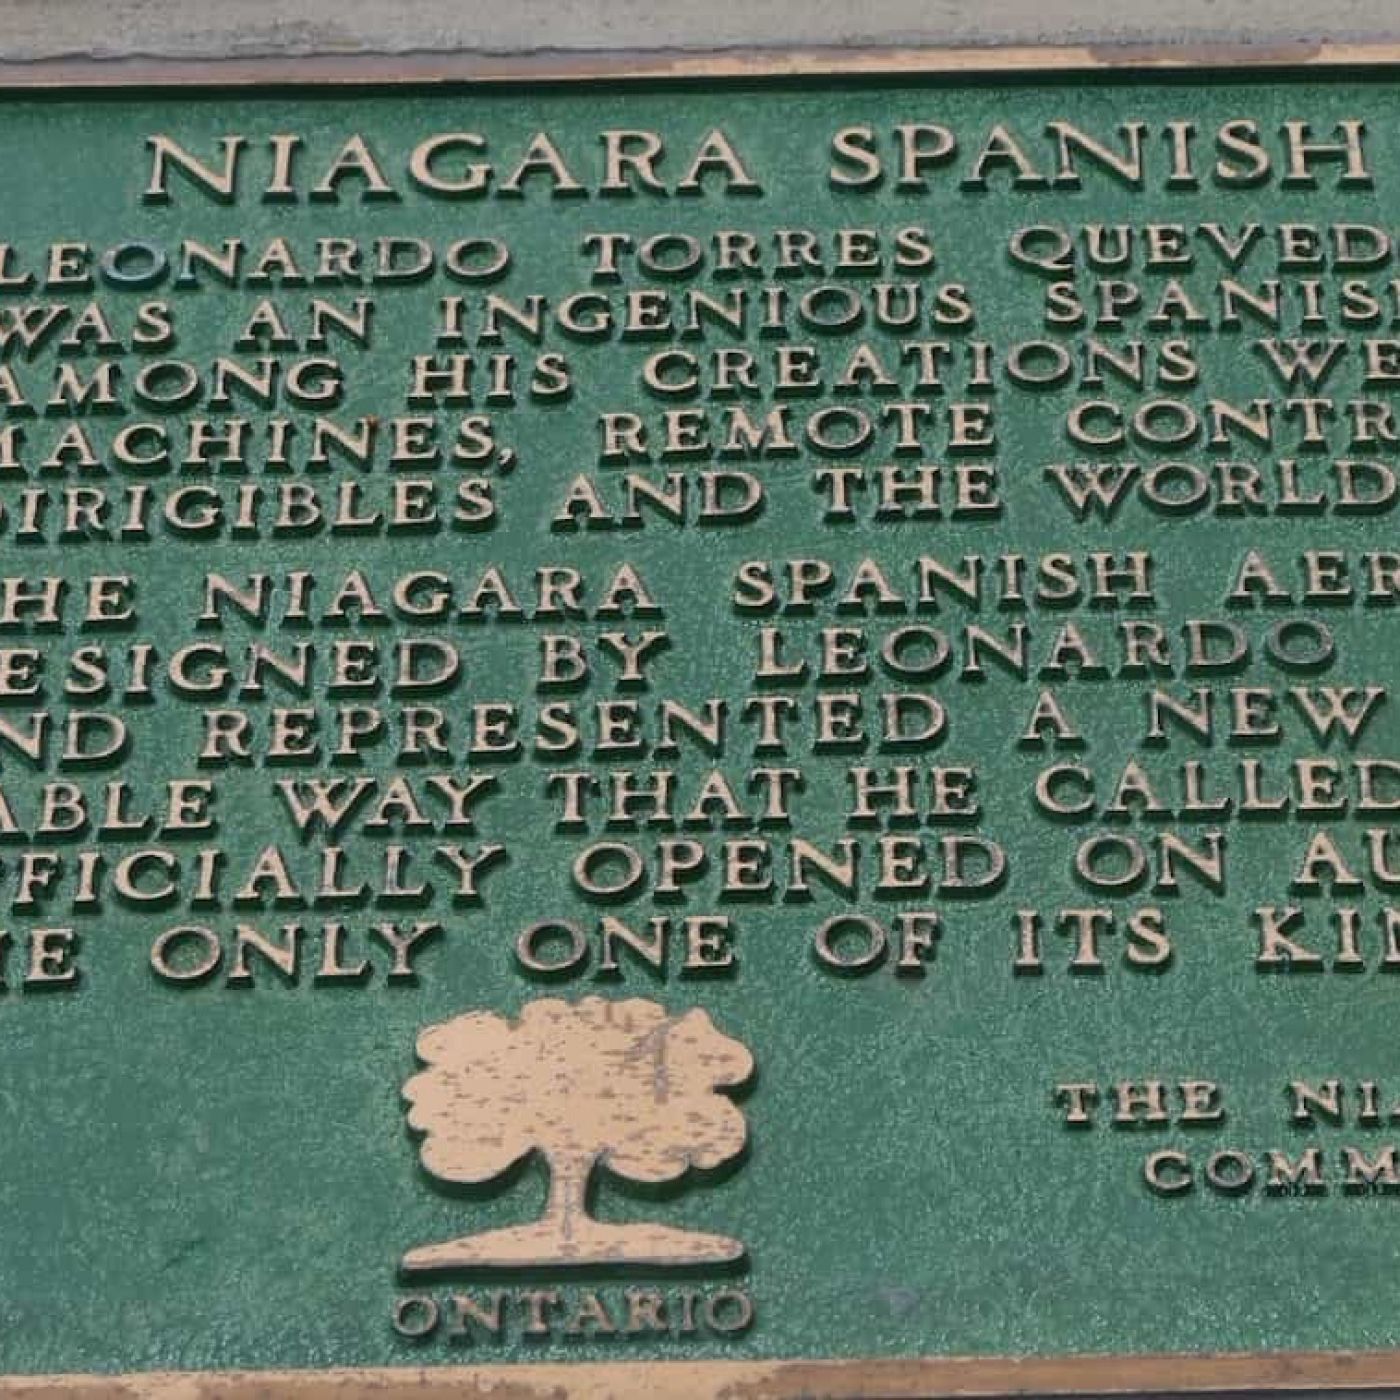 NIAGARA SPANISH
LEONARDO TORRES QUEVED
WAS AN INGENIOUS SPANIS
AMONG HIS CREATIONS WE
MACHINES, REMOTE CONTR
DIRIGIBLES AND THE WORLD
HE NIAGARA SPANISH AER
ESIGNED BY LEONARDO
ND REPRESENTED A NEW
ABLE WAY THAT HE CALLED
FFICIALLY OPENED ON AU
HE ONLY ONE OF ITS KIN
THE NI
COMM
ONTARIO